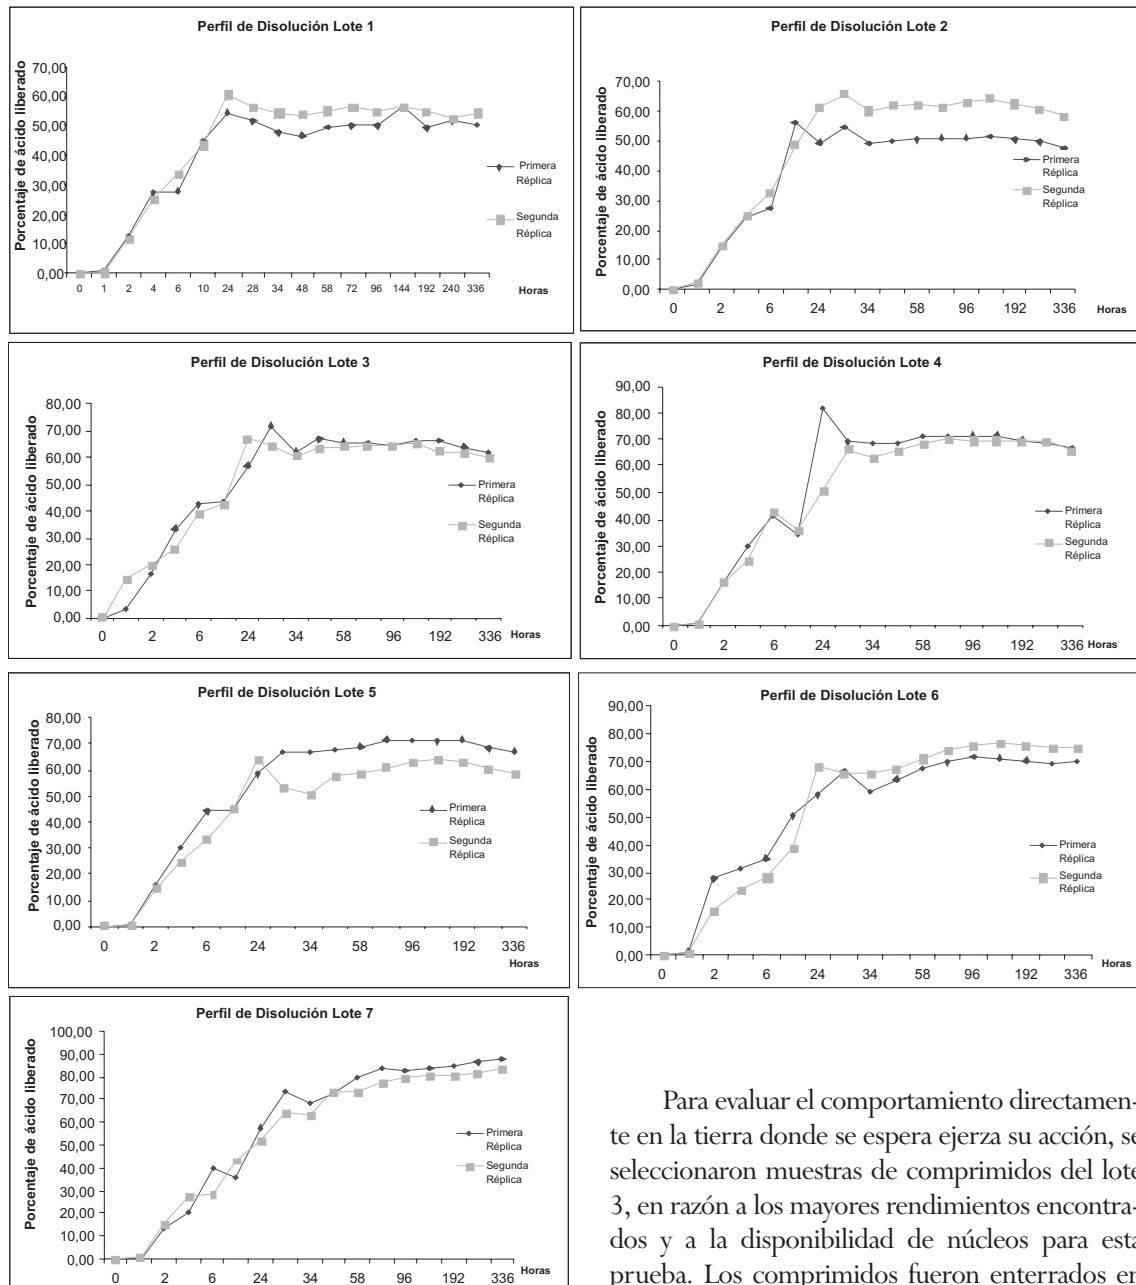 Perfil de Disolución Lote 1
Porcentaje de ácido liberado
70,00
60,00
50,00
40,00
30,00
20,00
10,00
0,00
0 1 2 4 6 10 24 28 34 48 58 72 96 144 192 240 336 Horas
Primera
Réplica
Segunda
Réplica
Perfil de Disolución Lote 2
Porcentaje de ácido liberado
70,00
60,00
50,00
40,00
30,00
20,00
10,00
0,00
0 2 6 24 34 58 96 192 336 Horas
Primera
Réplica
Segunda
Réplica
Perfil de Disolución Lote 3
Porcentaje de ácido liberado
80,00
70,00
60,00
50,00
40,00
30,00
20,00
10,00
0,00
0 2 6 24 34 58 96 192 336 Horas
Primera
Réplica
Segunda
Réplica
Perfil de Disolución Lote 4
Porcentaje de ácido liberado
90,00
80,00
70,00
60,00
50,00
40,00
30,00
20,00
10,00
0,00
0 2 6 24 34 58 96 192 336 Horas
Primera
Réplica
Segunda
Réplica
Perfil de Disolución Lote 5
Porcentaje de ácido liberado
80,00
70,00
60,00
50,00
40,00
30,00
20,00
10,00
0,00
0 2 6 24 34 58 96 192 336
Horas
Primera
Réplica
Segunda
Réplica
Perfil de Disolución Lote 6
Porcentaje de ácido liberado
90,00
80,00
70,00
60,00
50,00
40,00
30,00
20,00
10,00
0,00
0 2 6 24 34 58 96 192 336 Horas
Primera
Réplica
Segunda
Réplica
Perfil de Disolución Lote 7
Porcentaje de ácido liberado
100,00
90,00
80,00
70,00
60,00
50,00
40,00
30,00
20,00
10,00
0,00
0 2 6 24 34 58 96 192 336
Primera
Réplica
Segunda
Réplica
Para evaluar el comportamiento directamen-
te en la tierra donde se espera ejerza su acción, se
seleccionaron muestras de comprimidos del lote
3, en razón a los mayores rendimientos encontra-
dos y a la disponibilidad de núcleos para esta
prueba. Los comprimidos fueron enterrados en